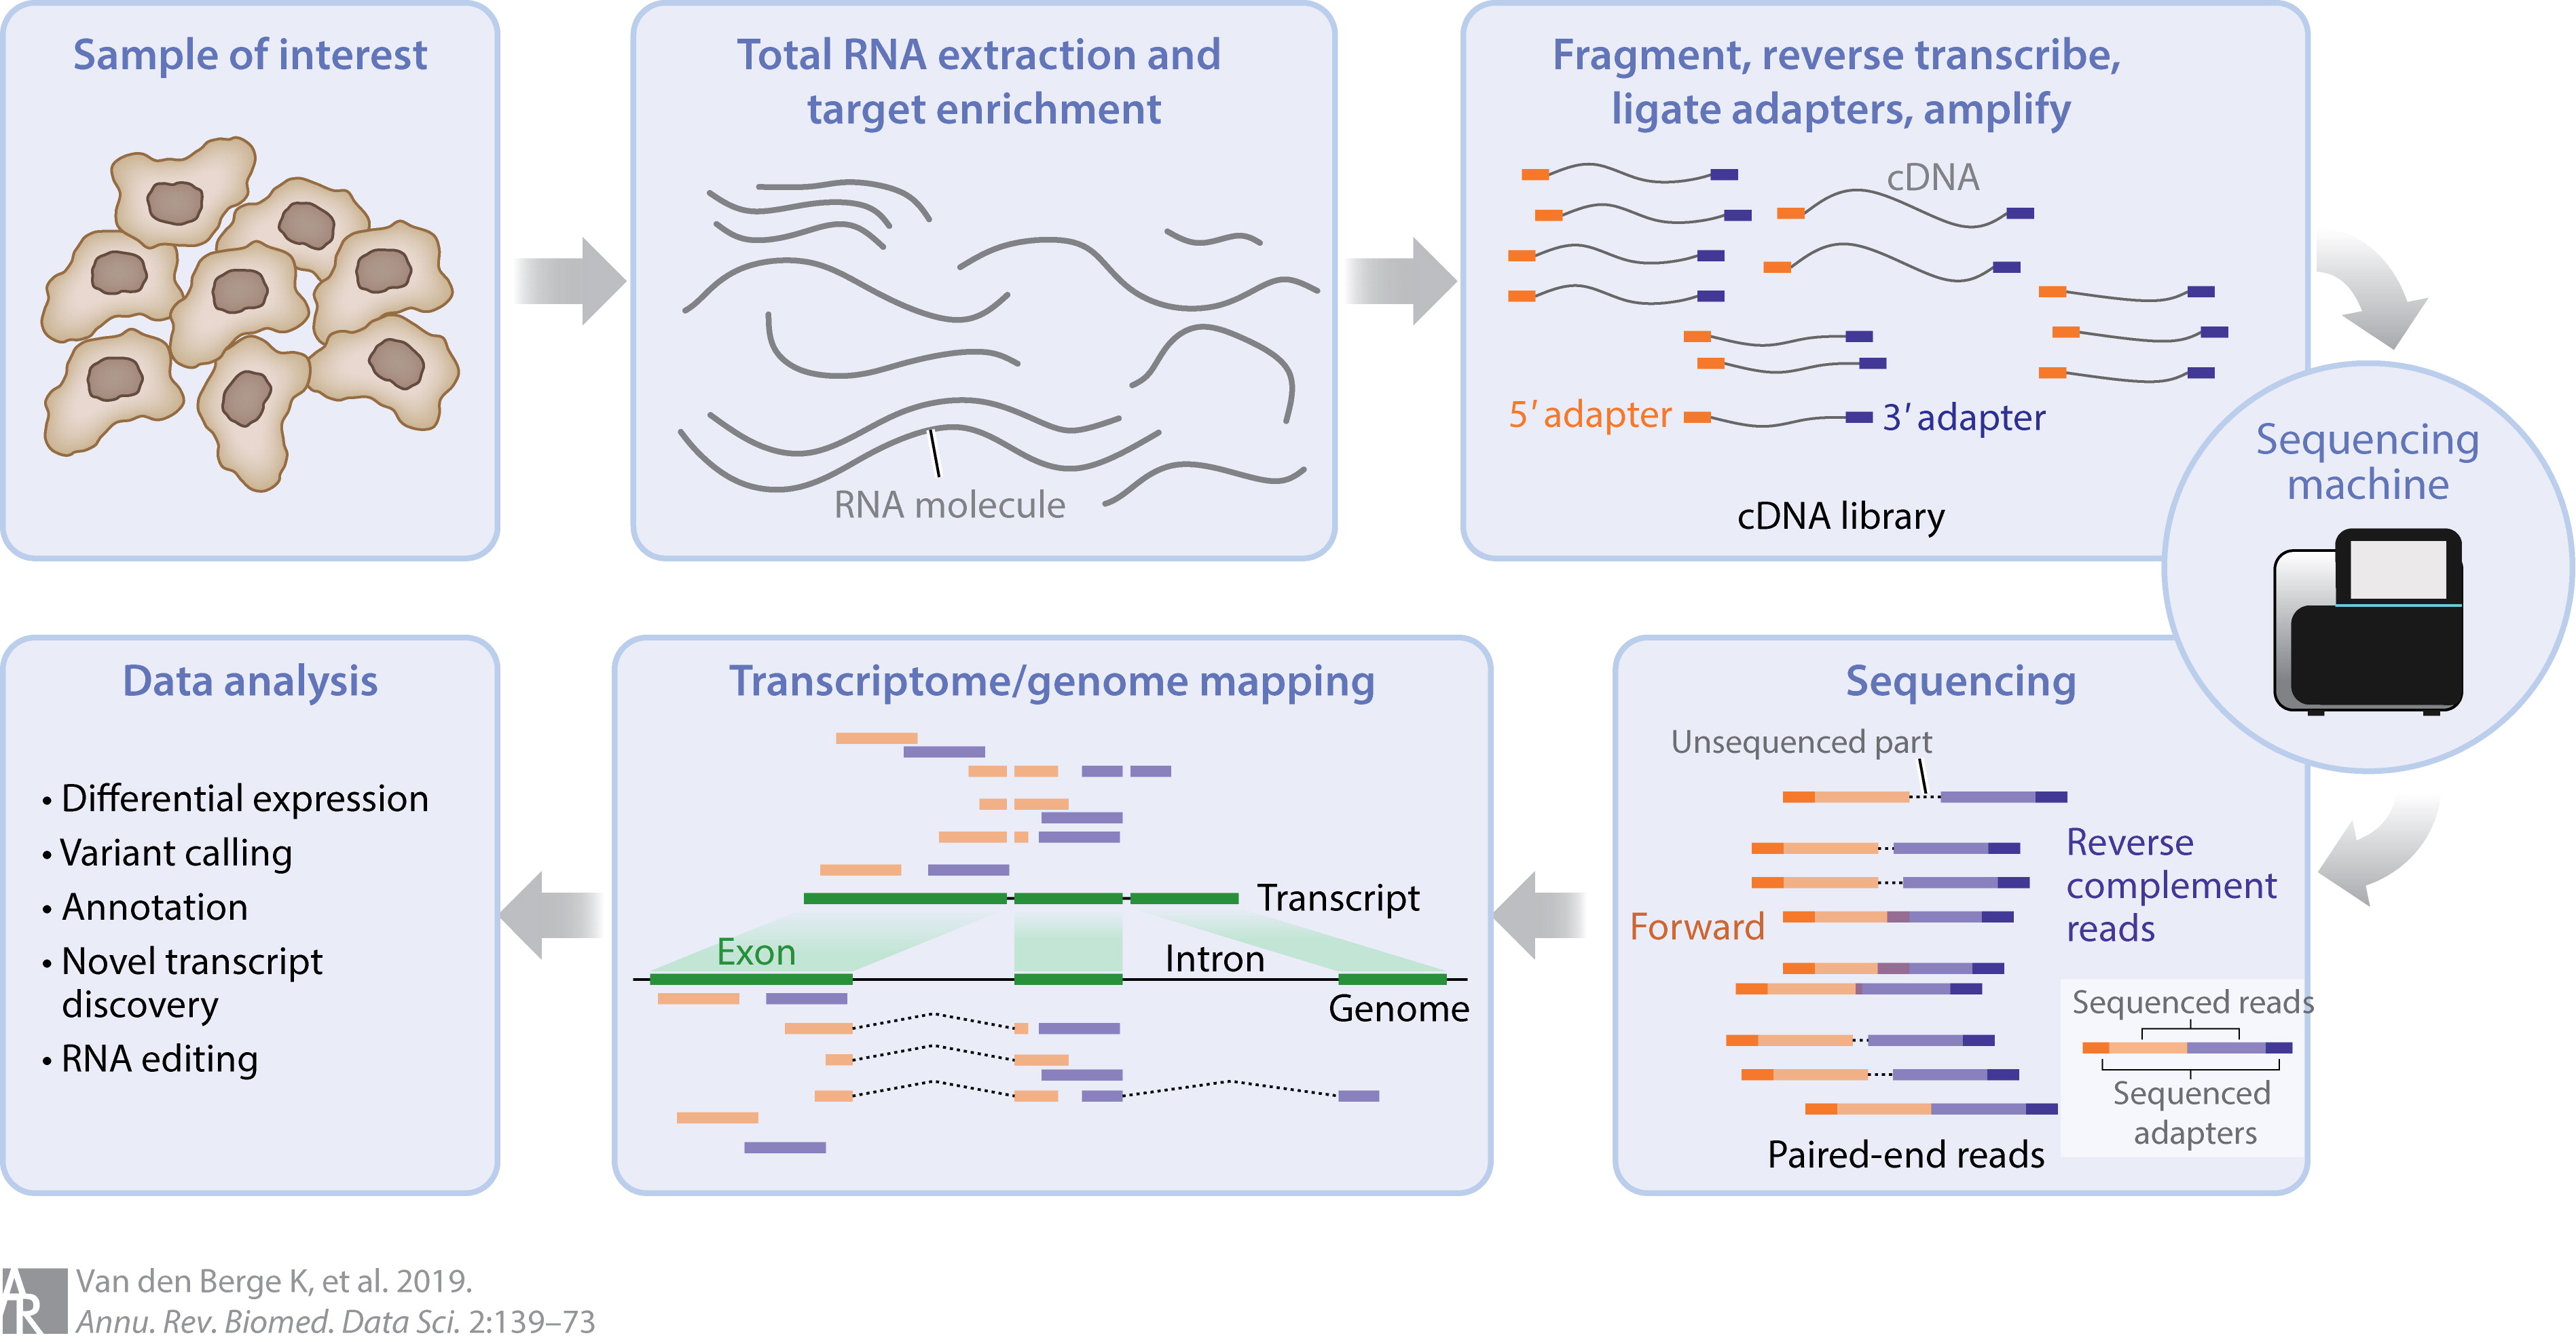 Sample of interest
Total RNA extraction and
target enrichment
RNA molecule
Fragment, reverse transcribe,
ligate adapters, amplify
cDNA
5′ adapter
3′ adapter
cDNA library
Sequencing
machine
Data analysis
• Differential expression
• Variant calling
• Annotation
• Novel transcript
discovery
• RNA editing
Transcriptome/genome mapping
Transcript
Exon
Intron
Genome
Sequencing
Unsequenced part
Reverse
complement
reads
Forward
Sequenced reads
Sequenced
adapters
Paired-end reads
AR
Van den Berge K, et al. 2019.
Annu. Rev. Biomed. Data Sci. 2:139–73